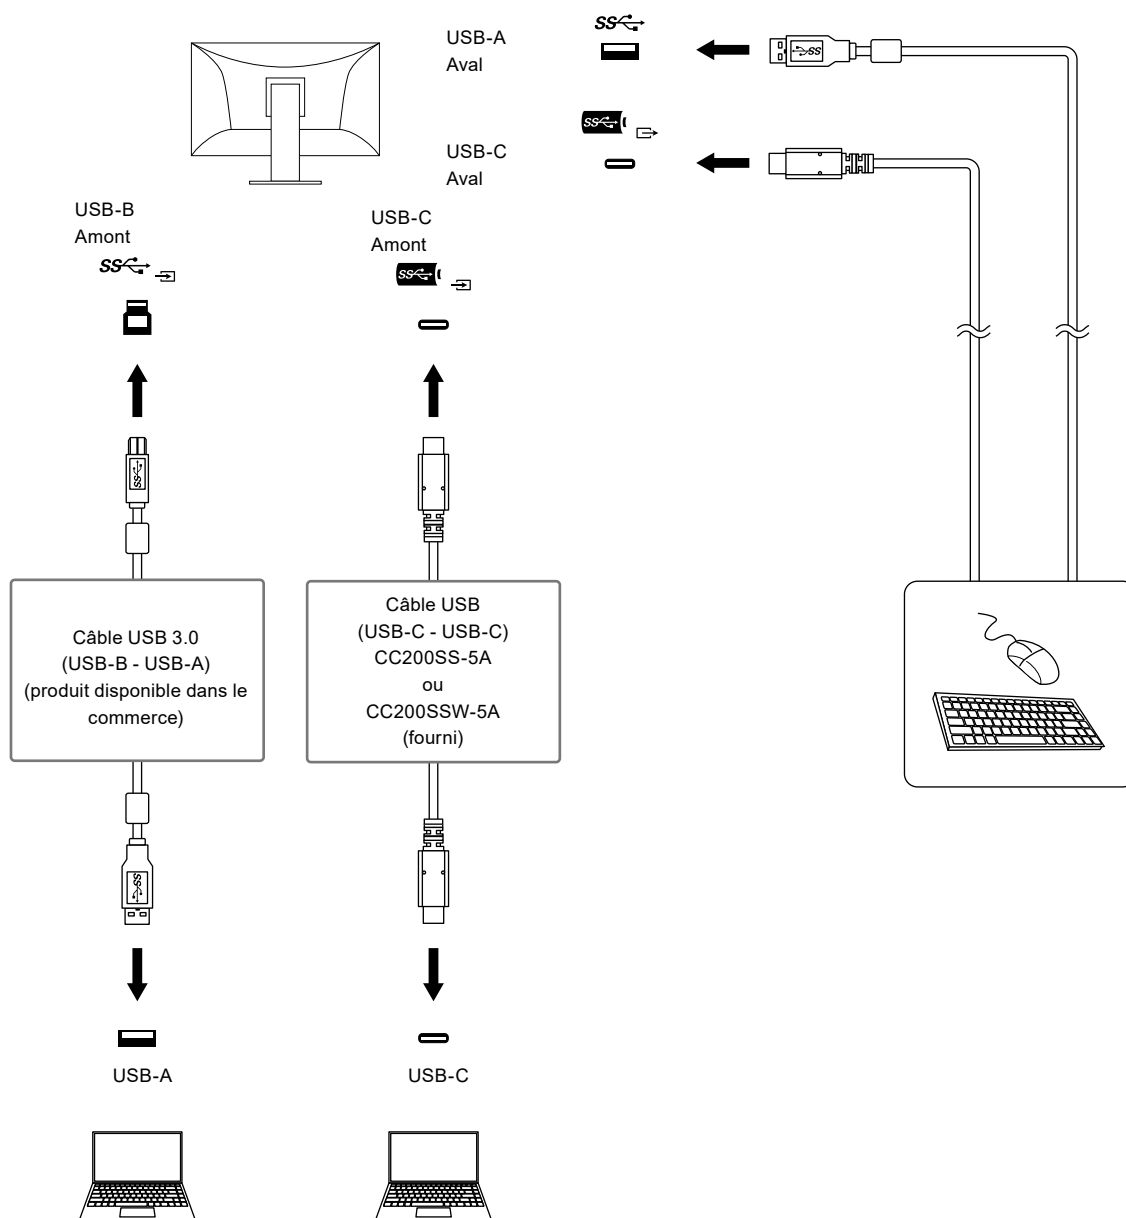 USB-A
Aval
USB-C
Aval
USB-B
Amont
USB-C
Amont
Câble USB 3.0
(USB-B - USB-A)
(produit disponible dans le
commerce)
Câble USB
(USB-C - USB-C)
CC200SS-5A
ou
CC200SSW-5A
(fourni)
USB-A
USB-C